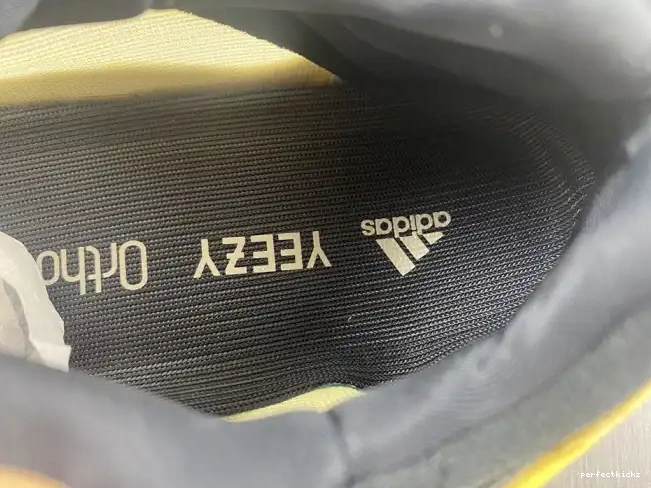 adidas
YEEZY
Ortho
perfectkickz